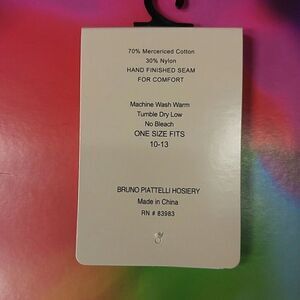 70% Mercericed Cotton
30% Nylon
HAND FINISHED SEAM
FOR COMFORT
Machine Wash Warm
Tumble Dry Low
No Bleach
ONE SIZE FITS
10-13
BRUNO PIATTELLI HOSIERY
Made in China
RN # 83983